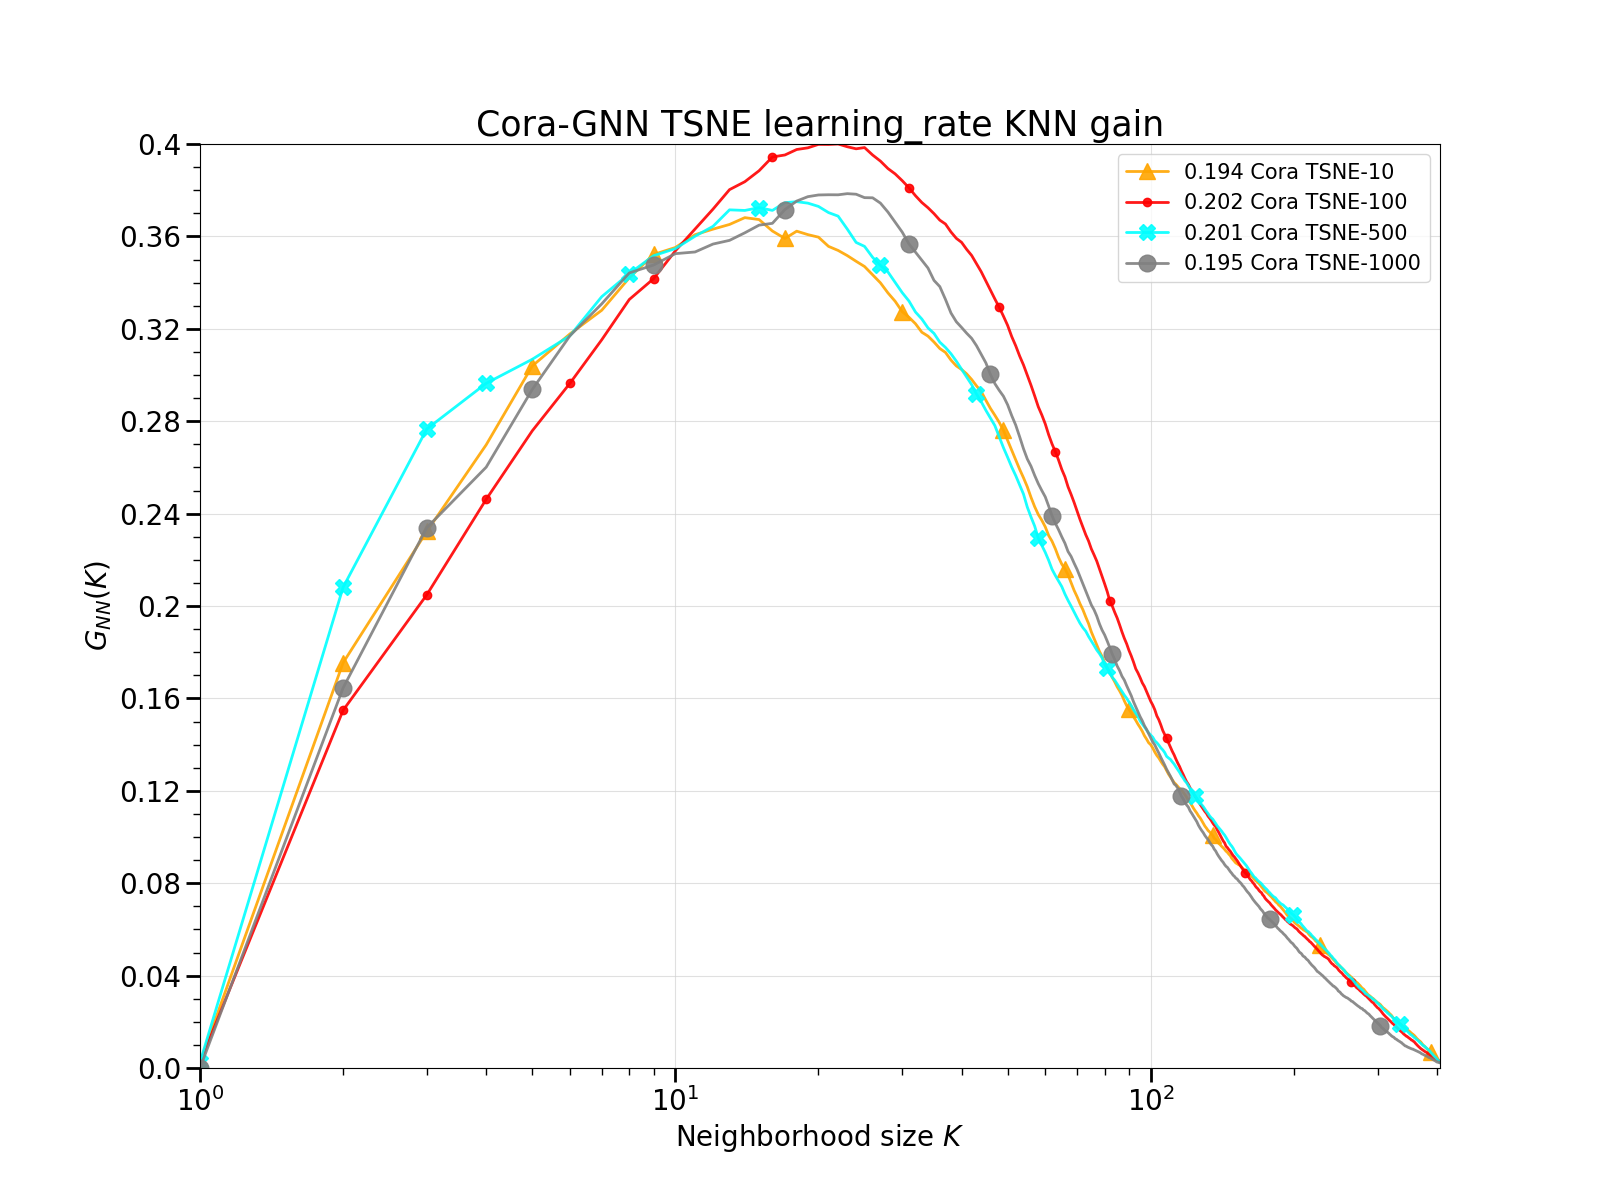 Cora-GNN TSNE learning_rate KNN gain
0.4
0.36
0.32
0.28
0.24
0.2
0.16
0.12
0.08
0.04
0.0
G_{NN}(K)
0.194 Cora TSNE-10
0.202 Cora TSNE-100
0.201 Cora TSNE-500
0.195 Cora TSNE-1000
10^0 10^1 10^2
Neighborhood size K